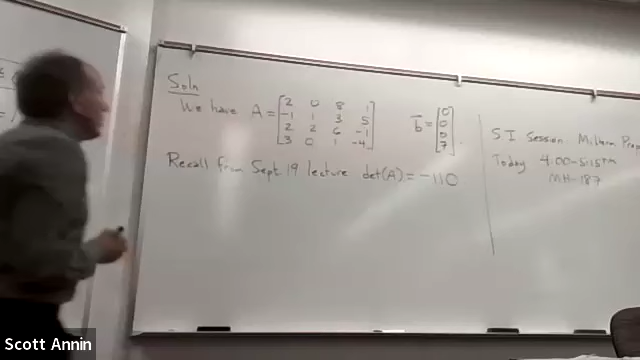 Soln
We have A = [2 0 8 1
-1 1 3 5
2 2 6 -1
3 0 1 -4]
b = [0
0
0
7].
Recall from Sept 19 lecture det(A) = -110
SI Session Midterm Prep
Today 4:00-5:15PM
MH-187
Scott Annin